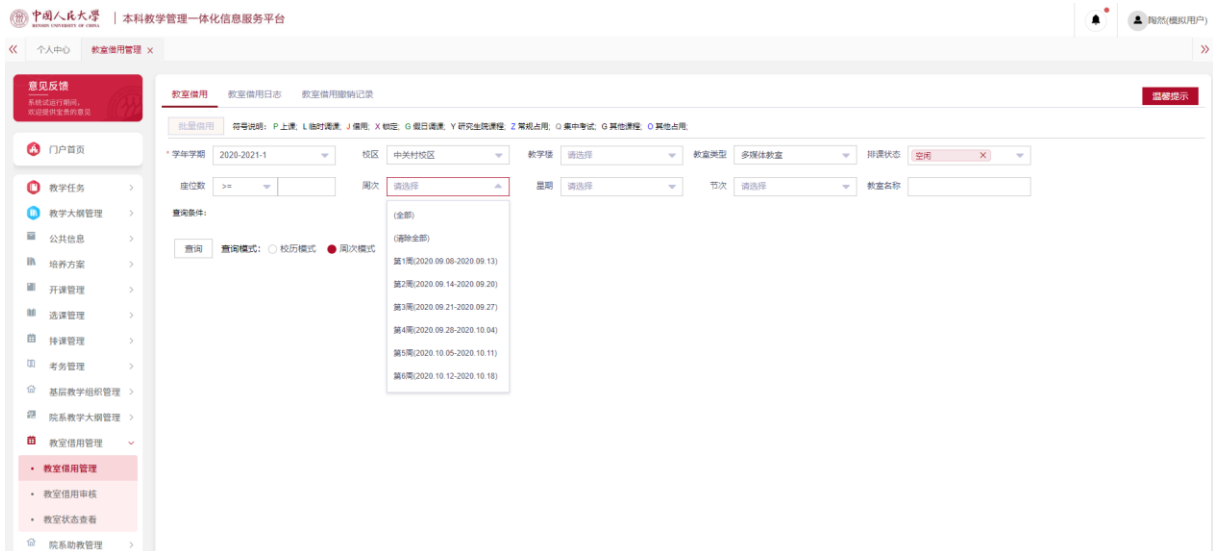 中国人民大学 本科教学管理一体化信息服务平台
RENMIN UNIVERSITY OF CHINA
陶然(模拟用户)
个人中心 教室借用管理 ×
意见反馈
系统试运行期间，
欢迎提供宝贵的意见
门户首页
教学任务
教学大纲管理
公共信息
培养方案
开课管理
选课管理
排课管理
考务管理
基层教学组织管理
院系教学大纲管理
教室借用管理
• 教室借用管理
• 教室借用审核
• 教室状态查看
院系助教管理
教室借用 教室借用日志 教室借用撤销记录 温馨提示
批量借用 符号说明: P 上课; L 临时调课; J 借用; X 锁定; G 假日调课; Y 研究生院课程; Z 常规占用; Q 集中考试; G 其他课程; O 其他占用;
* 学年学期 2020-2021-1 校区 中关村校区 教学楼 请选择 教室类型 多媒体教室 排课状态 空闲 ×
座位数 >= 周次 请选择 星期 请选择 节次 请选择 教室名称
查询条件:
查询 查询模式: 校历模式 周次模式
(全部)
(清除全部)
第1周(2020.09.08-2020.09.13)
第2周(2020.09.14-2020.09.20)
第3周(2020.09.21-2020.09.27)
第4周(2020.09.28-2020.10.04)
第5周(2020.10.05-2020.10.11)
第6周(2020.10.12-2020.10.18)